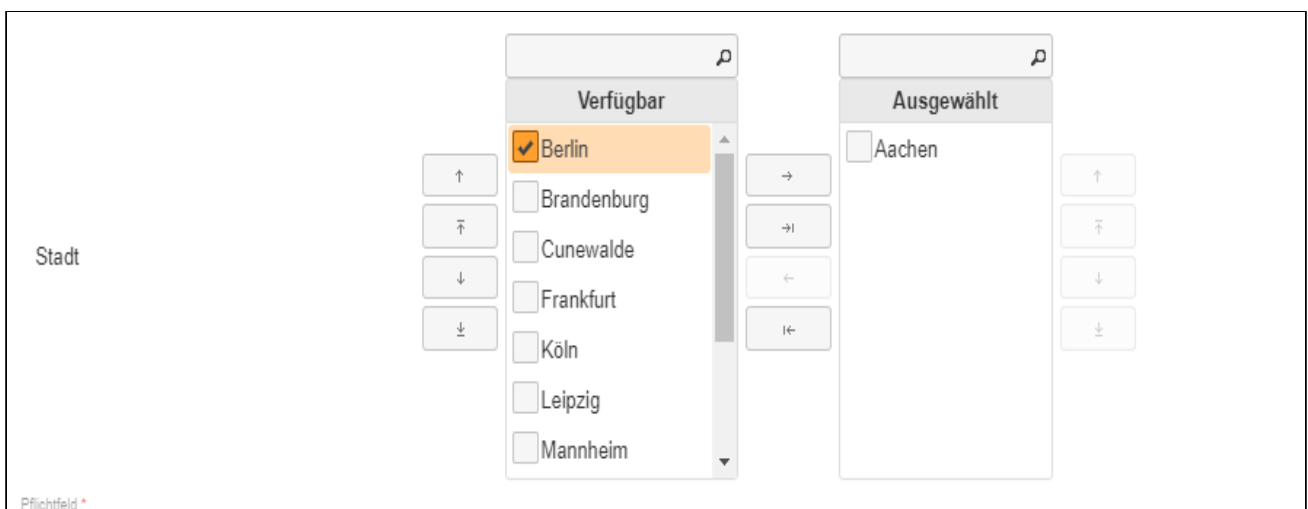 Verfügbar
Ausgewählt
Berlin
Aachen
Brandenburg
Cunewalde
Stadt
Frankfurt
Köln
Leipzig
Mannheim
Pflichtfeld *